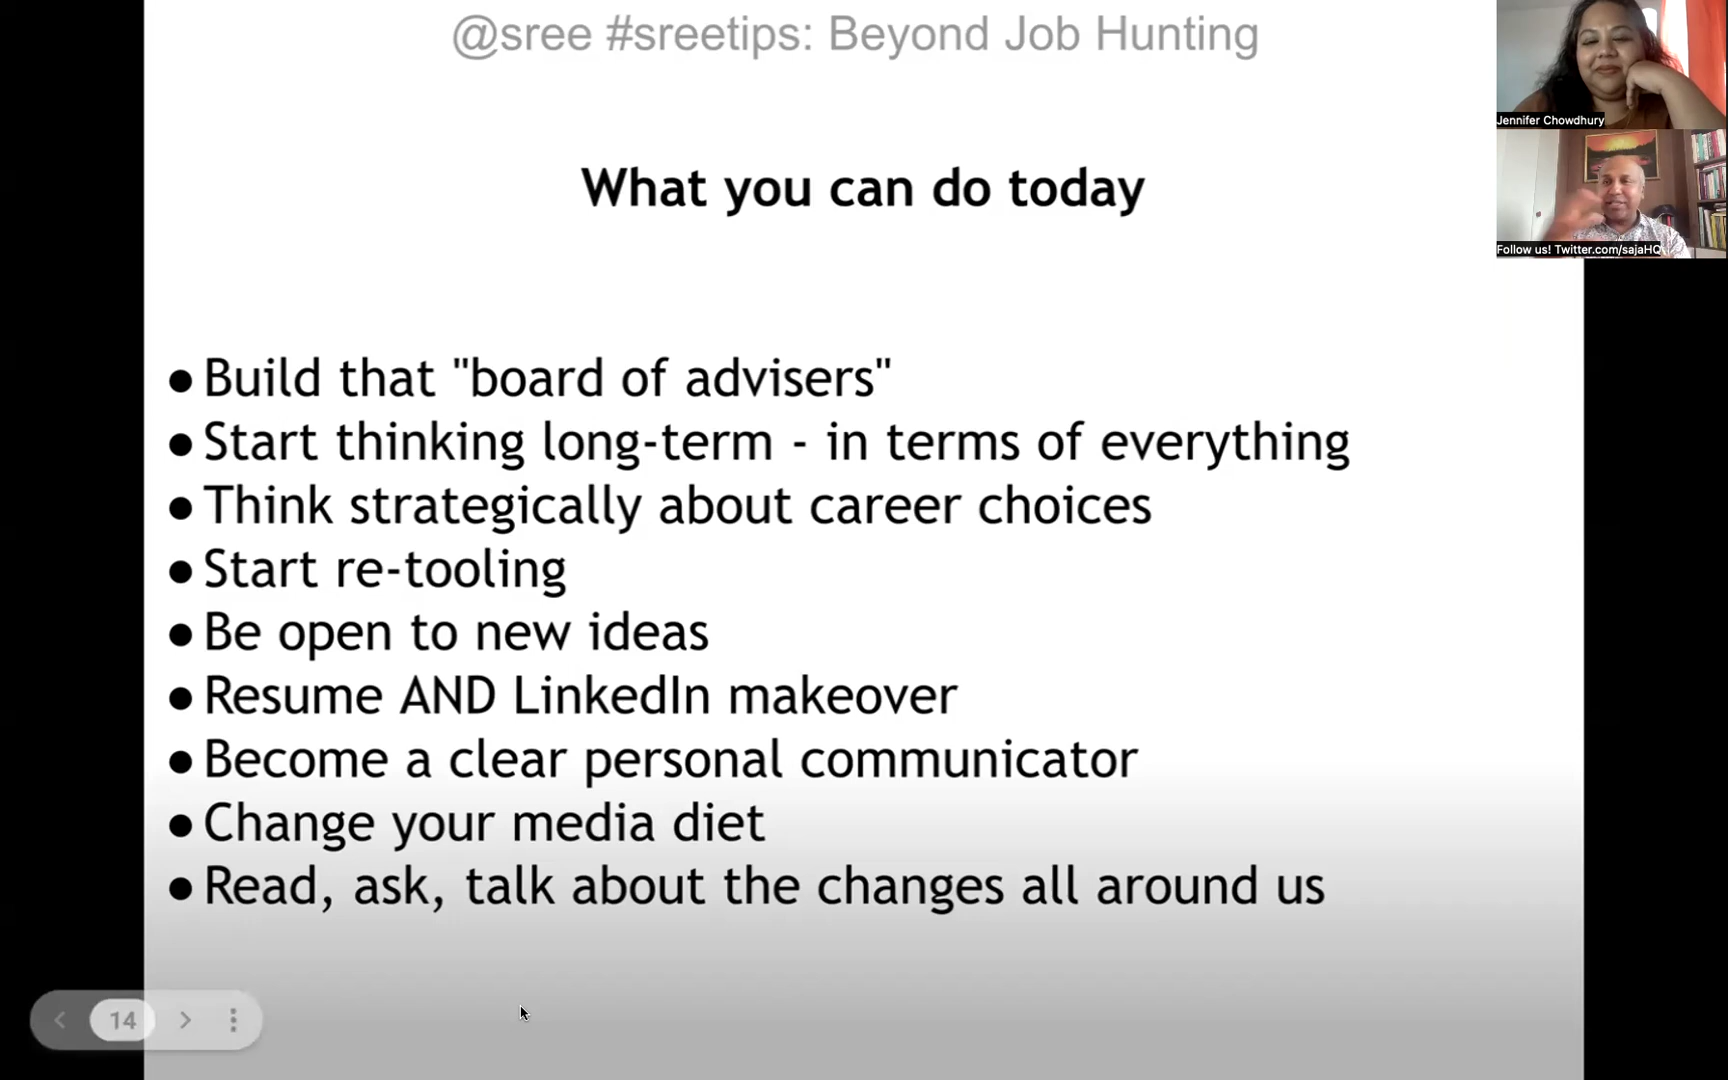 @sree #sreetips: Beyond Job Hunting
Jennifer Chowdhury
What you can do today
Follow us! Twitter.com/sajaHQ
● Build that "board of advisers"
● Start thinking long-term - in terms of everything
● Think strategically about career choices
● Start re-tooling
● Be open to new ideas
● Resume AND LinkedIn makeover
● Become a clear personal communicator
● Change your media diet
● Read, ask, talk about the changes all around us
14